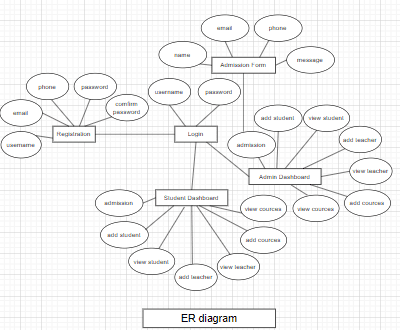 email
phone
name
Admission Form
message
phone
password
username
password
email
comfirm
password
add student
view student
Registration
Login
add teacher
username
admission
view teacher
Admin Dashboard
admission
Student Dashboard
view cources
view cources
add cources
add student
add cources
view student
view teacher
add teacher
ER diagram